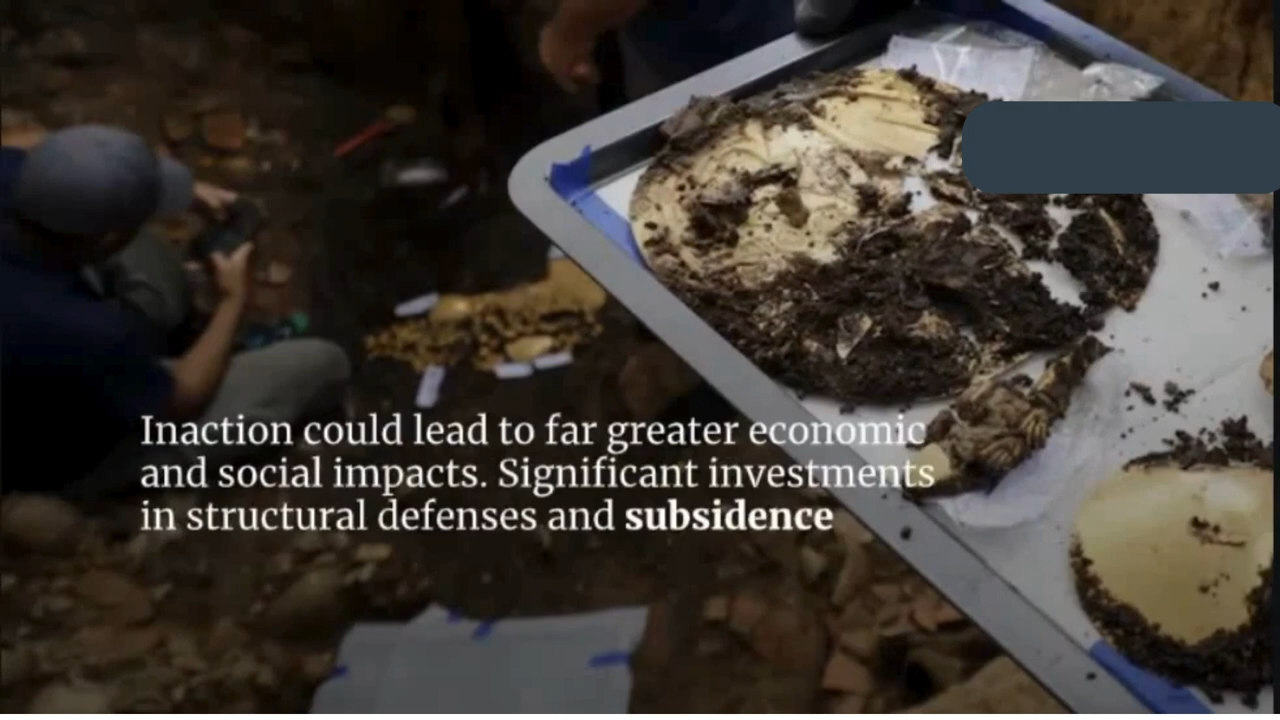 Inaction could lead to far greater economic
and social impacts. Significant investments
in structural defenses and subsidence